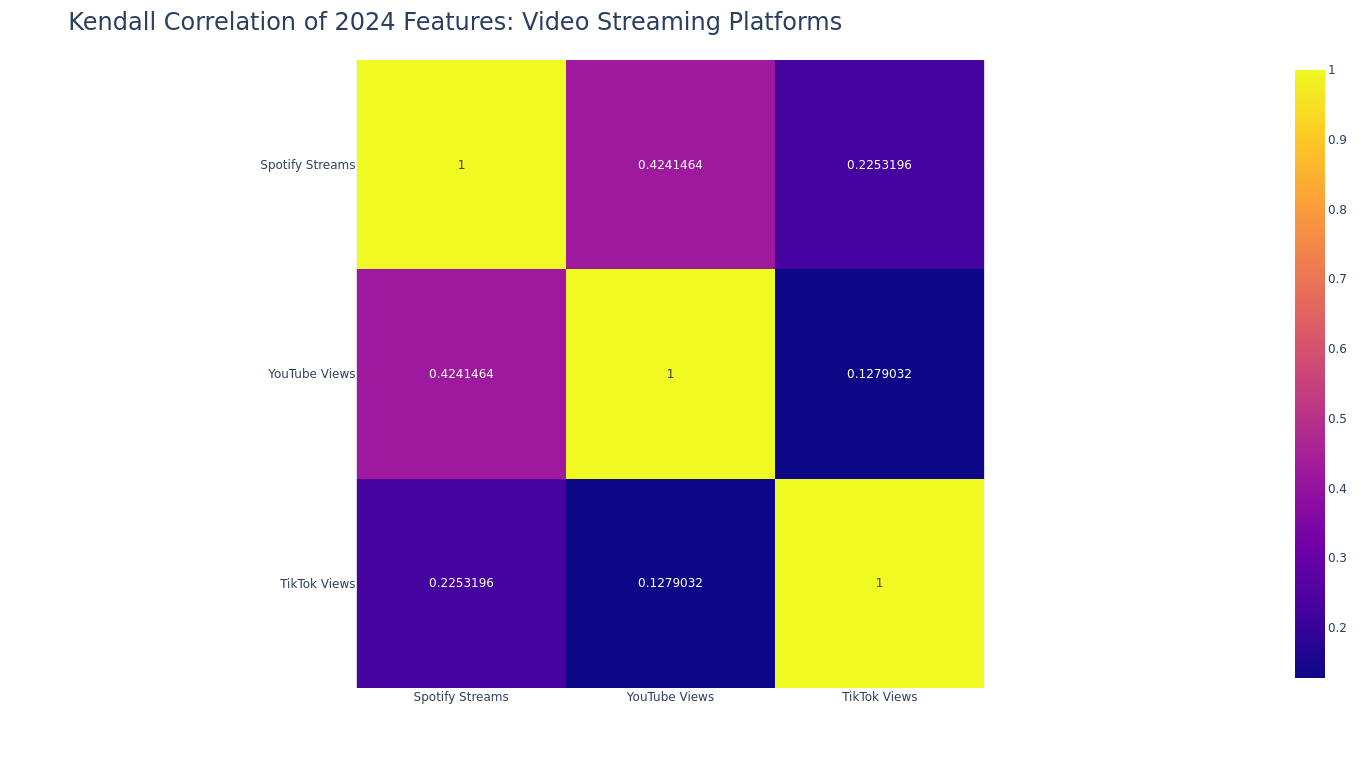 Kendall Correlation of 2024 Features: Video Streaming Platforms
Spotify Streams
1
0.4241464
0.2253196
YouTube Views
0.4241464
1
0.1279032
TikTok Views
0.2253196
0.1279032
1
Spotify Streams
YouTube Views
TikTok Views
1
0.9
0.8
0.7
0.6
0.5
0.4
0.3
0.2